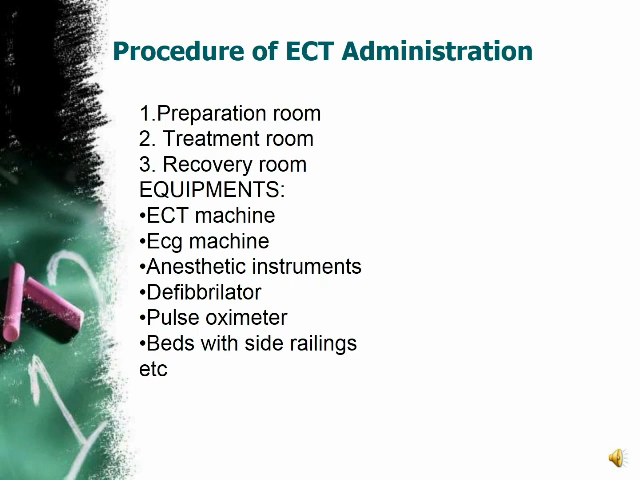 Procedure of ECT Administration
1.Preparation room
2. Treatment room
3. Recovery room
EQUIPMENTS:
•ECT machine
•Ecg machine
•Anesthetic instruments
•Defibbrilator
•Pulse oximeter
•Beds with side railings
etc